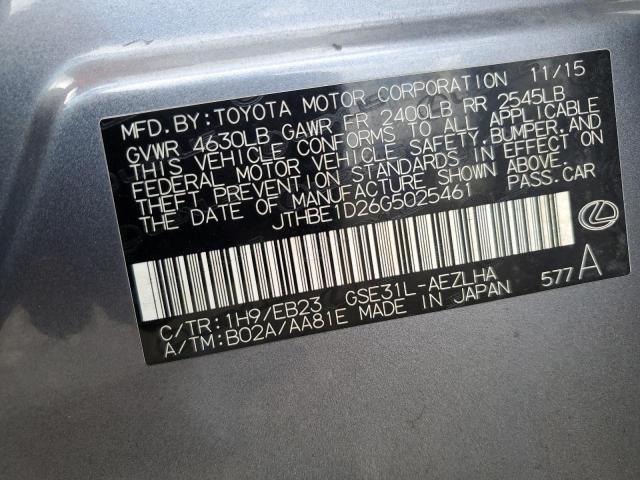 MFD. BY: TOYOTA MOTOR CORPORATION 11/15
GVWR 4630LB GAWR FR 2400LB RR 2545LB
THIS VEHICLE CONFORMS TO ALL APPLICABLE
FEDERAL MOTOR VEHICLE SAFETY, BUMPER, AND
THEFT PREVENTION STANDARDS IN EFFECT ON
THE DATE OF MANUFACTURE SHOWN ABOVE.
JTHBE1D26G5025461 PASS.CAR
C/TR: 1H9/EB23 GSE31L-AEZLHA 577 A
A/TM: B02A/AA81E MADE IN JAPAN